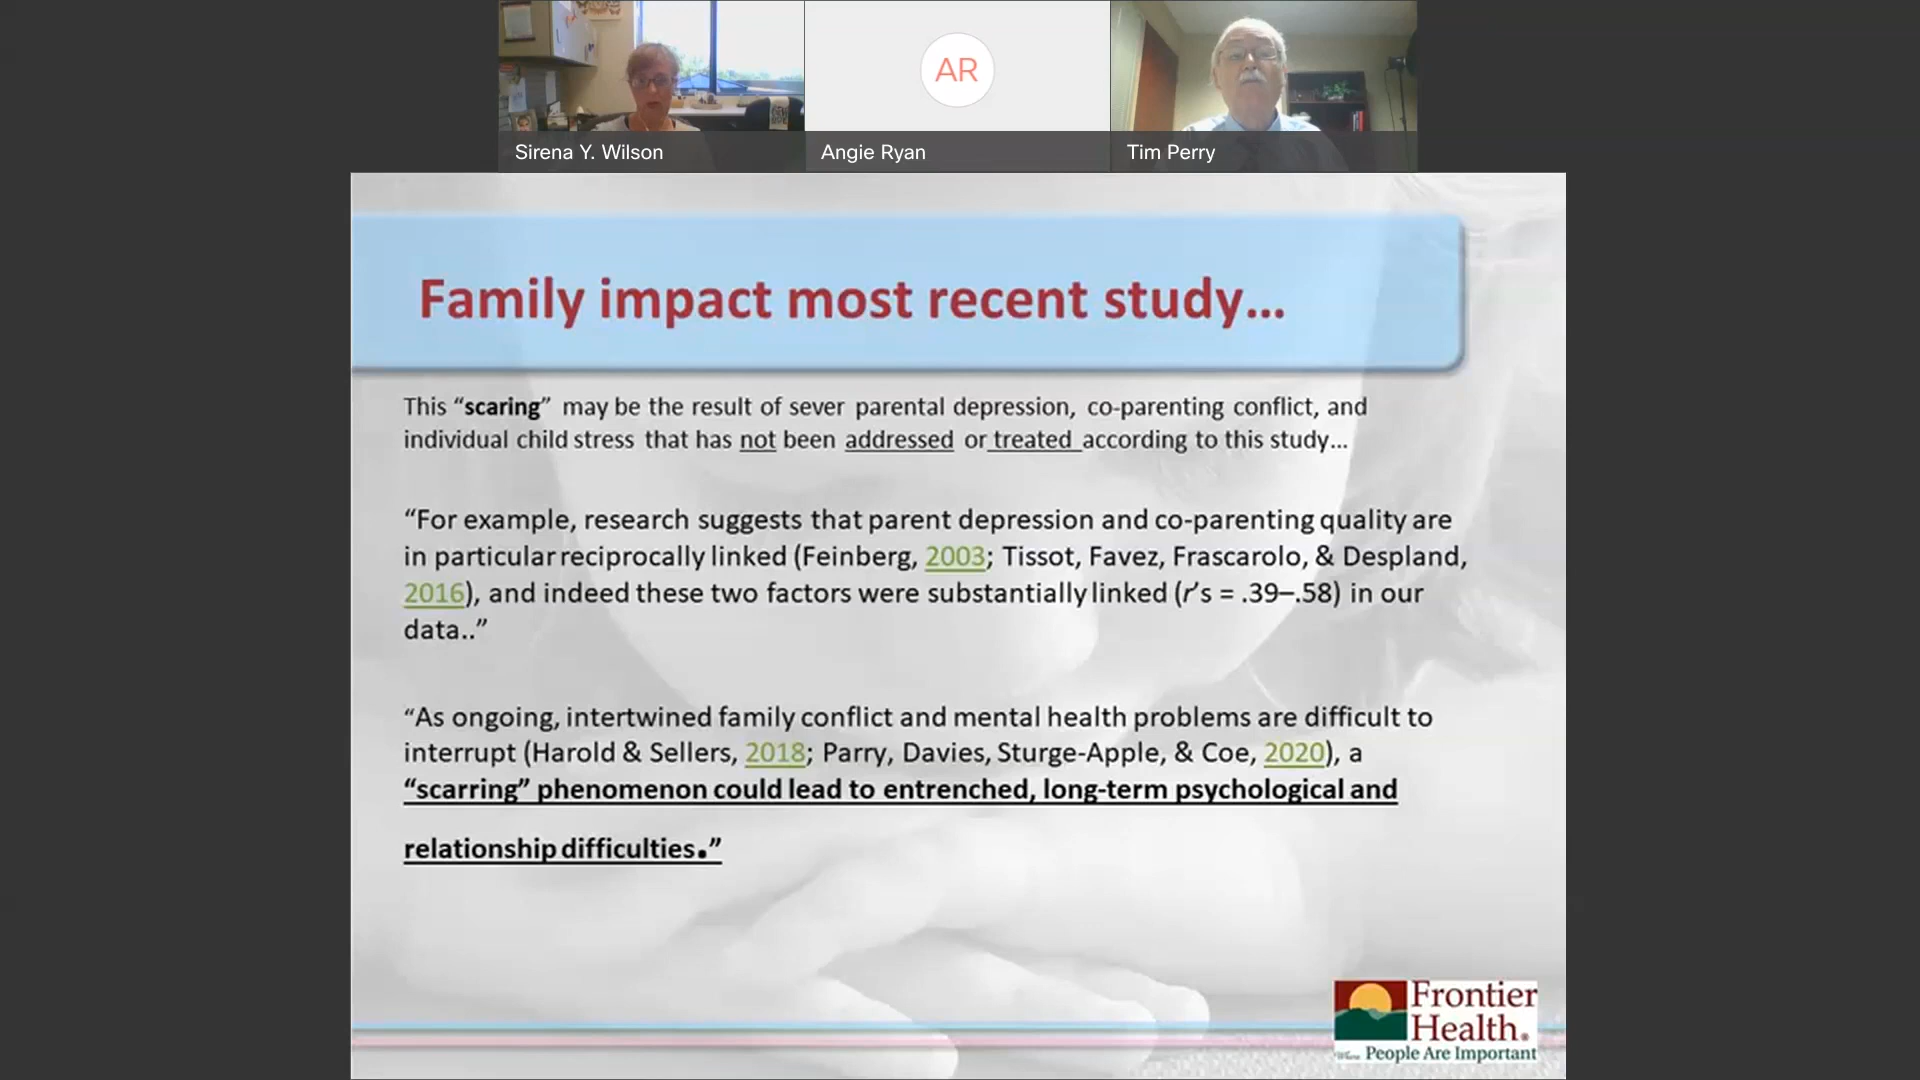 AR
Sirena Y. Wilson
Angie Ryan
Tim Perry
Family impact most recent study...
This “scaring” may be the result of sever parental depression, co-parenting conflict, and
individual child stress that has not been addressed or treated according to this study...
“For example, research suggests that parent depression and co-parenting quality are
in particular reciprocally linked (Feinberg, 2003; Tissot, Favez, Frascarolo, & Despland,
2016), and indeed these two factors were substantially linked (r’s = .39–.58) in our
data..”
“As ongoing, intertwined family conflict and mental health problems are difficult to
interrupt (Harold & Sellers, 2018; Parry, Davies, Sturge-Apple, & Coe, 2020), a
“scarring” phenomenon could lead to entrenched, long-term psychological and
relationship difficulties.”
Frontier
Health®
Where People Are Important